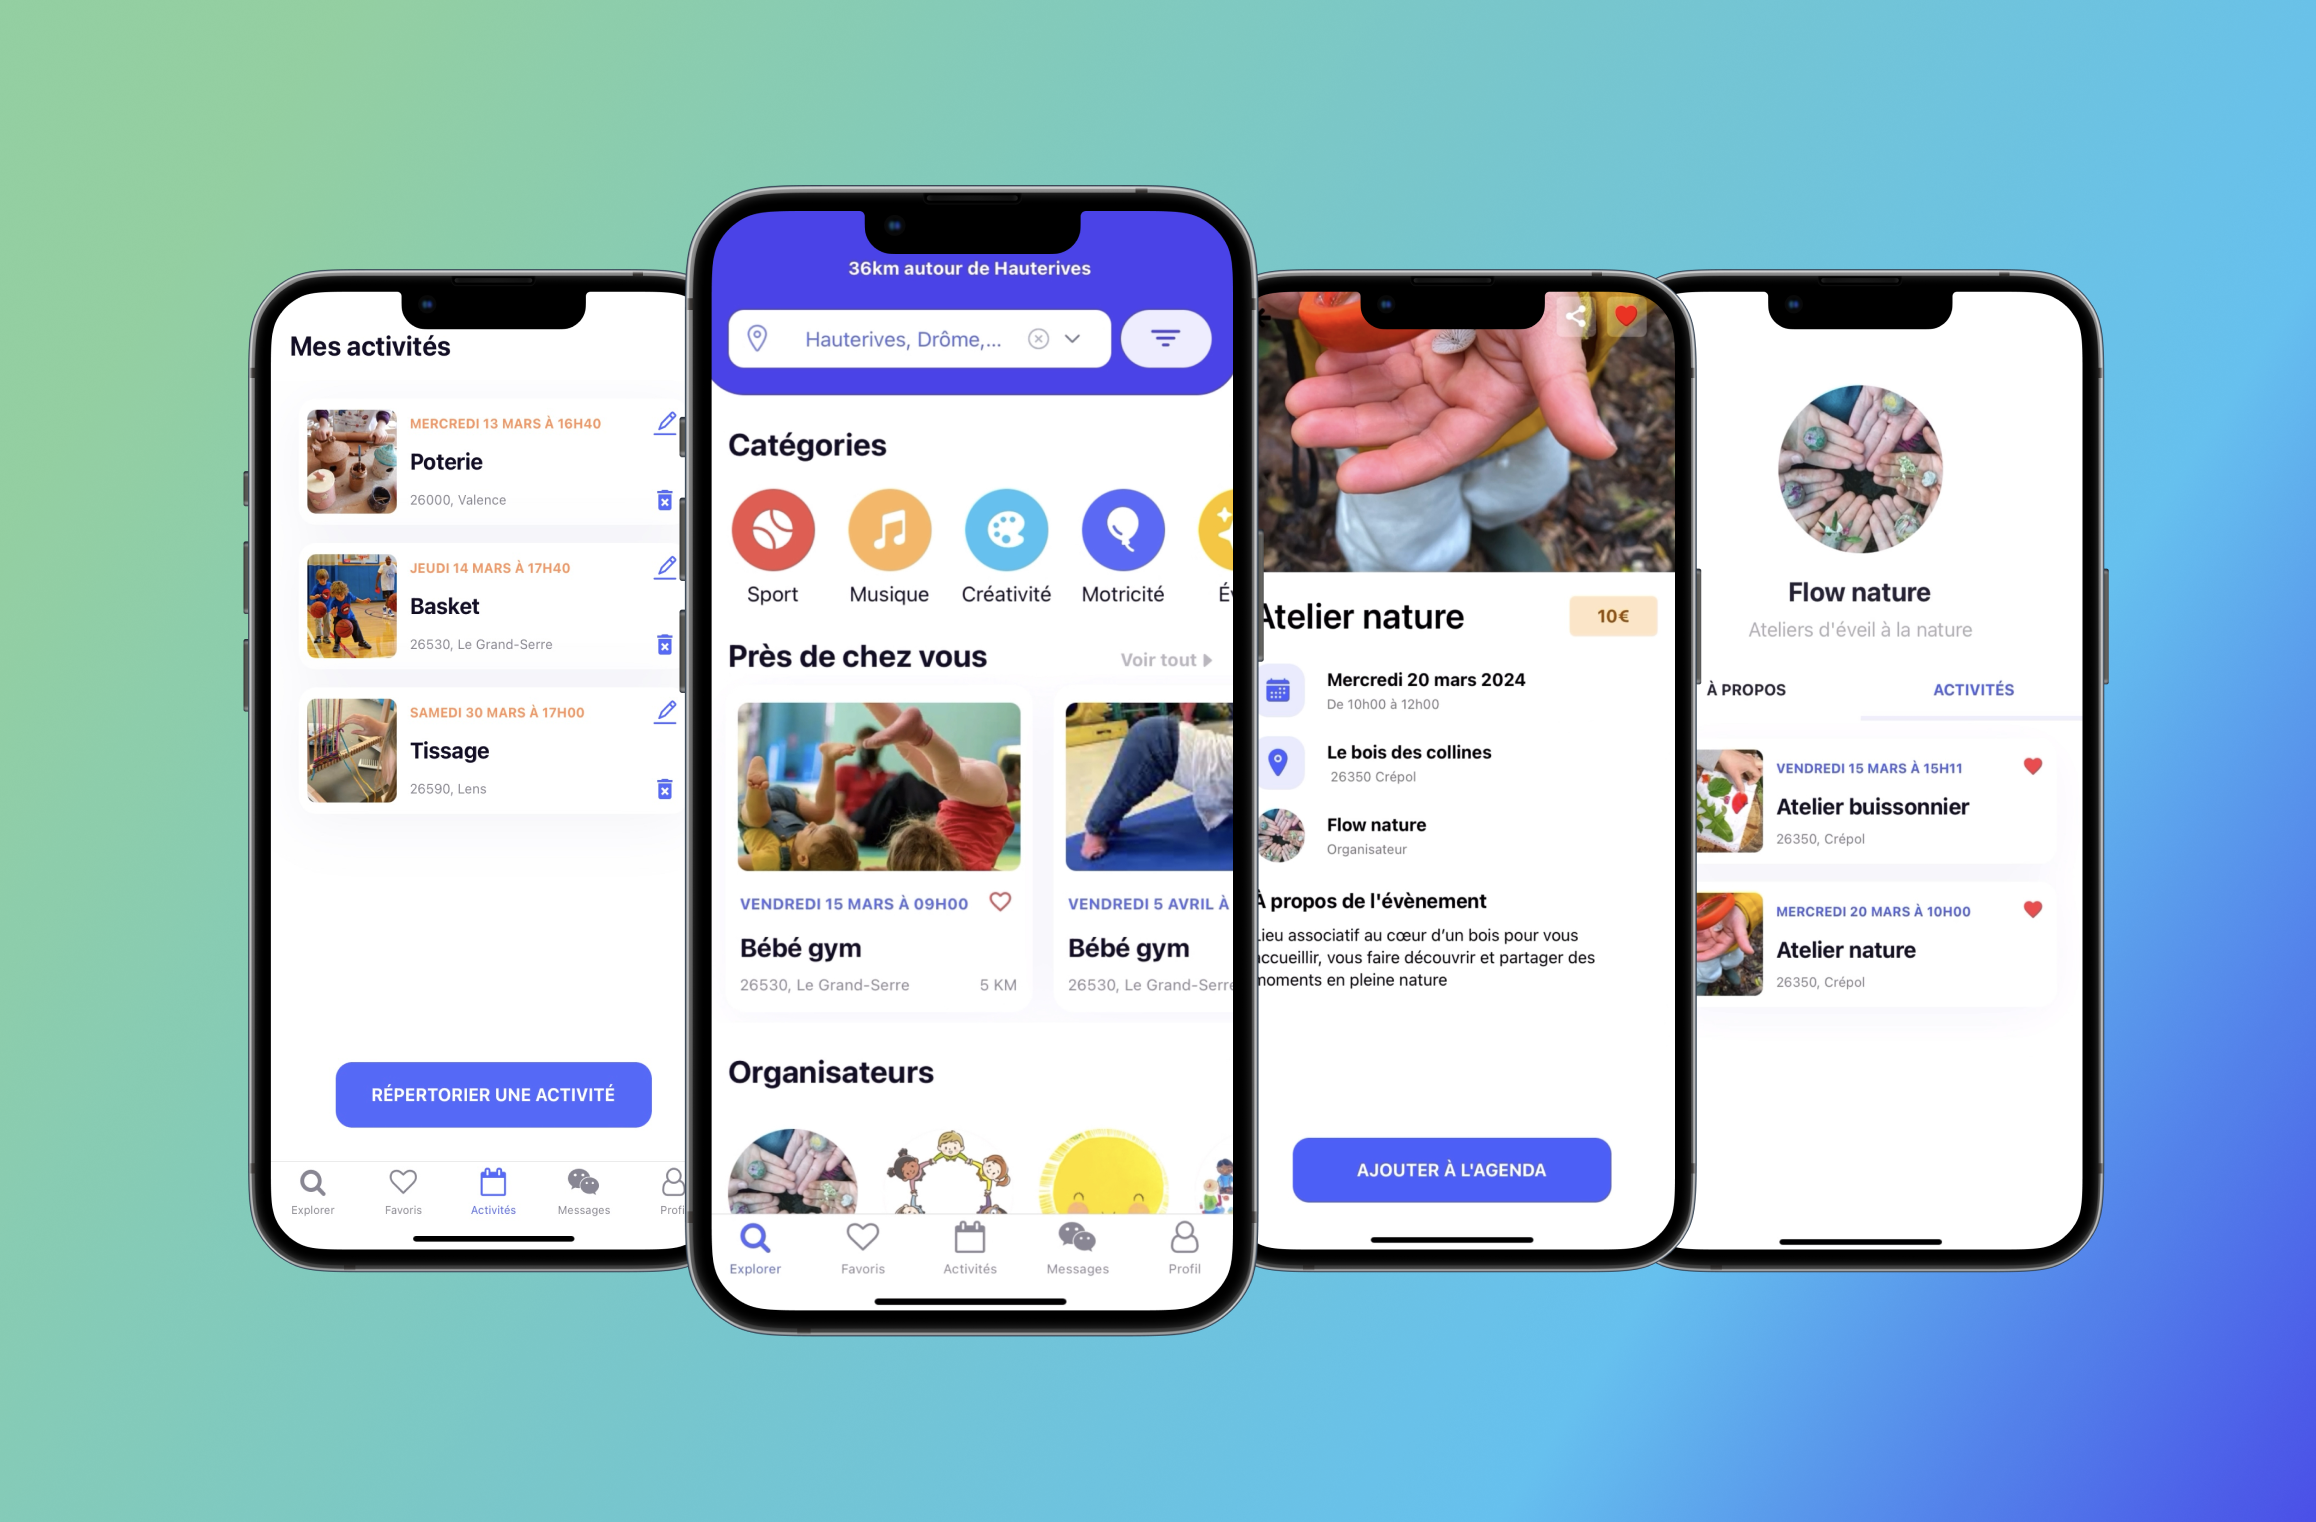 Mes activités
MERCREDI 13 MARS À 16H40
Poterie
26000, Valence
JEUDI 14 MARS À 17H40
Basket
26530, Le Grand-Serre
SAMEDI 30 MARS À 17H00
Tissage
26590, Lens
RÉPERTORIER UNE ACTIVITÉ
Explorer
Favoris
Activités
Messages
Profi
36km autour de Hauterives
Hauterives, Drôme,...
Catégories
Sport
Musique
Créativité
Motricité
Près de chez vous
Voir tout
VENDREDI 15 MARS À 09H00
Bébé gym
26530, Le Grand-Serre
5 KM
VENDREDI 5 AVRIL À
Bébé gym
26530, Le Grand-Serre
Organisateurs
Explorer
Favoris
Activités
Messages
Profil
Atelier nature
10€
Mercredi 20 mars 2024
De 10h00 à 12h00
Le bois des collines
26350 Crépol
Flow nature
Organisateur
À propos de l'évènement
Lieu associatif au cœur d’un bois pour vous
accueillir, vous faire découvrir et partager des
moments en pleine nature
AJOUTER À L'AGENDA
Flow nature
Ateliers d'éveil à la nature
À PROPOS
ACTIVITÉS
VENDREDI 15 MARS À 15H11
Atelier buissonnier
26350, Crépol
MERCREDI 20 MARS À 10H00
Atelier nature
26350, Crépol